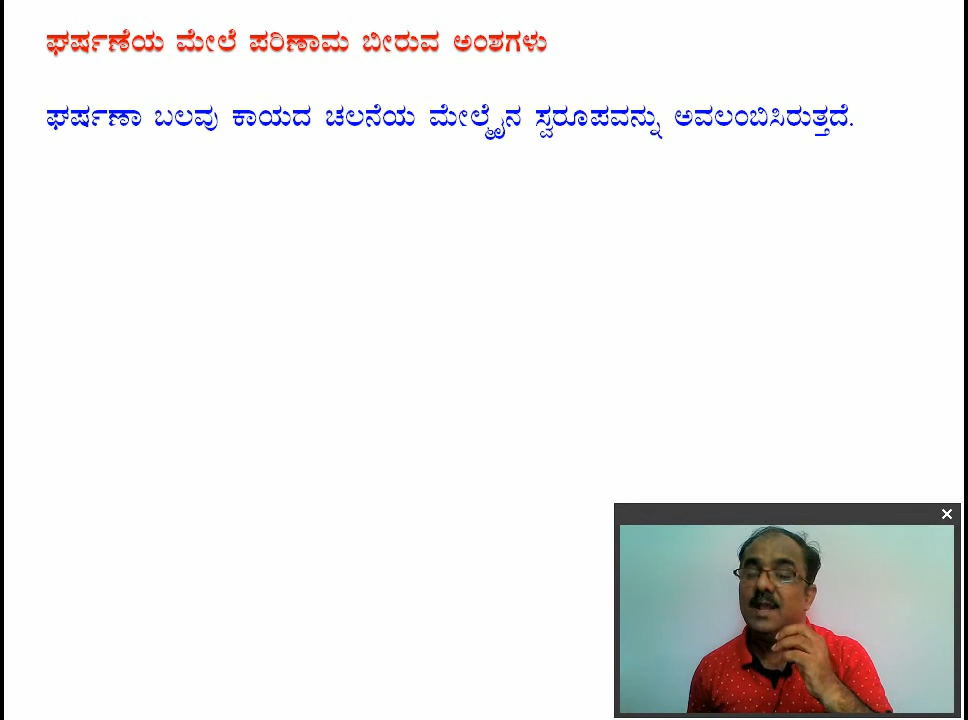 ಘರ್ಷಣೆಯ ಮೇಲೆ ಪರಿಣಾಮ ಬೀರುವ ಅಂಶಗಳು
ಘರ್ಷಣಾ ಬಲವು ಕಾಯದ ಚಲನೆಯ ಮೇಲ್ಮೈನ ಸ್ವರೂಪವನ್ನು ಅವಲಂಬಿಸಿರುತ್ತದೆ.